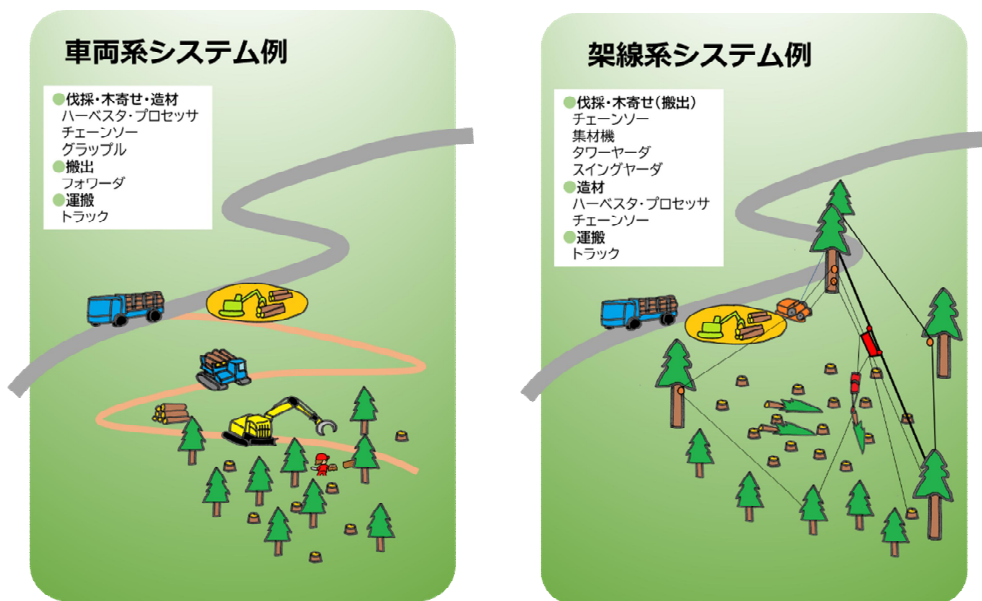 車両系システム例
●伐採・木寄せ・造材
ハーベスタ・プロセッサ
チェーンソー
グラップル
●搬出
フォワーダ
●運搬
トラック
架線系システム例
●伐採・木寄せ(搬出)
チェーンソー
集材機
タワーヤーダ
スイングヤーダ
●造材
ハーベスタ・プロセッサ
チェーンソー
●運搬
トラック